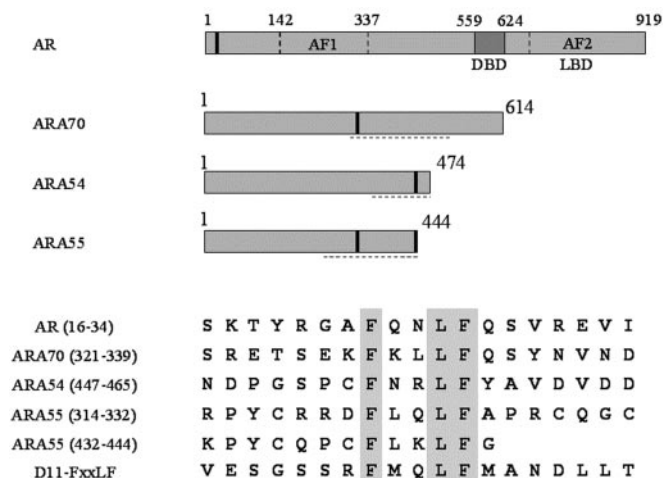 1 142 337 559 624 919
AR AF1 AF2
DBD LBD
1 614
ARA70
1 474
ARA54
1 444
ARA55
AR (16-34) S K T Y R G A F Q N L F Q S V R E V I
ARA70 (321-339) S R E T S E K F K L L F Q S Y N V N D
ARA54 (447-465) N D P G S P C F N R L F Y A V D V D D
ARA55 (314-332) R P Y C R R D F L Q L F A P R C Q G C
ARA55 (432-444) K P Y C Q P C F L K L F G
D11-FxxLF V E S G S S R F M Q L F M A N D L L T